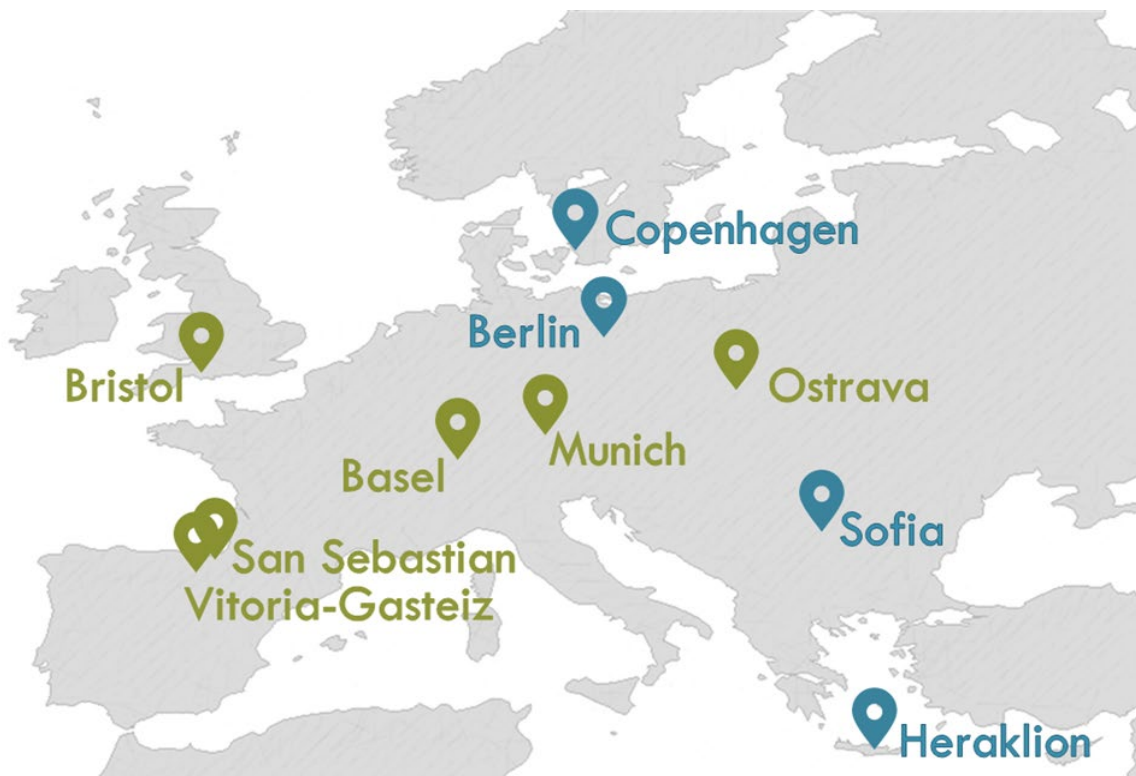 Copenhagen
Berlin
Bristol
Ostrava
Munich
Basel
Sofia
San Sebastian
Vitoria-Gasteiz
Heraklion